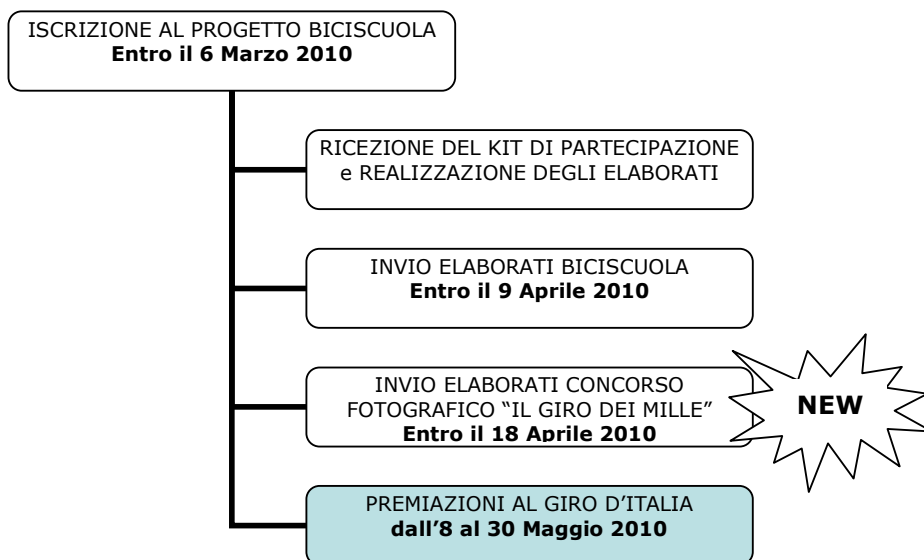 ISCRIZIONE AL PROGETTO BICISCUOLA
Entro il 6 Marzo 2010
RICEZIONE DEL KIT DI PARTECIPAZIONE
e REALIZZAZIONE DEGLI ELABORATI
INVIO ELABORATI BICISCUOLA
Entro il 9 Aprile 2010
INVIO ELABORATI CONCORSO
FOTOGRAFICO “IL GIRO DEI MILLE”
Entro il 18 Aprile 2010
NEW
PREMIAZIONI AL GIRO D’ITALIA
dall’8 al 30 Maggio 2010